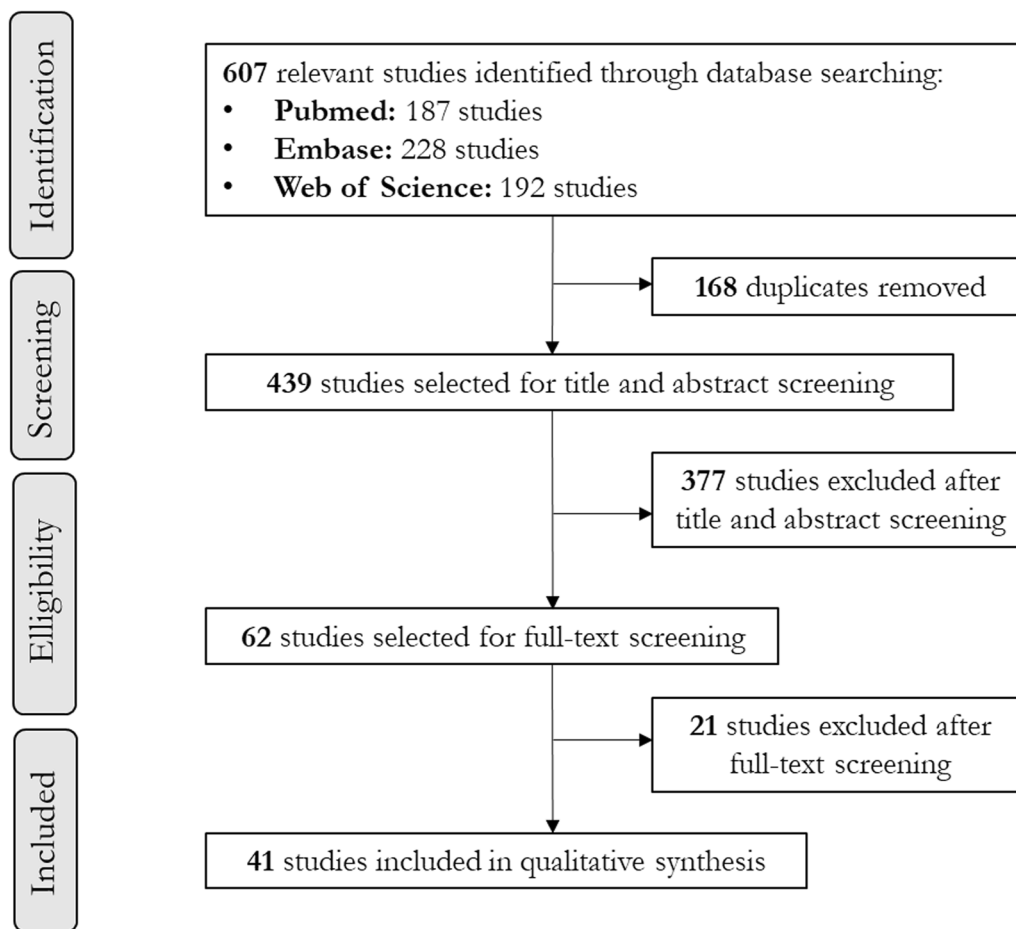 Identification
607 relevant studies identified through database searching:
• Pubmed: 187 studies
• Embase: 228 studies
• Web of Science: 192 studies
168 duplicates removed
Screening
439 studies selected for title and abstract screening
377 studies excluded after
title and abstract screening
Elligibility
62 studies selected for full-text screening
21 studies excluded after
full-text screening
Included
41 studies included in qualitative synthesis